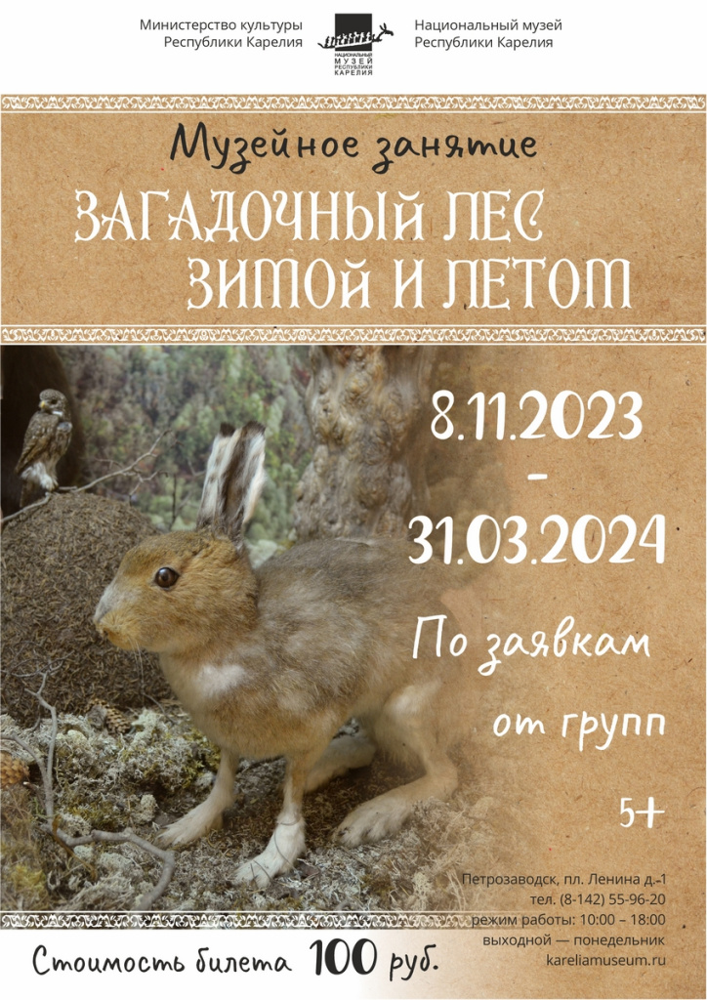 Министерство культуры
Республики Карелия
НАЦИОНАЛЬНЫЙ
МУЗЕЙ
РЕСПУБЛИКИ
КАРЕЛИЯ
Национальный музей
Республики Карелия
Музейное занятие
ЗАГАДОЧНЫЙ ЛЕС
ЗИМОЙ И ЛЕТОМ
8.11.2023
-
31.03.2024
По заявкам
от групп
5+
Петрозаводск, пл. Ленина д.-1
тел. (8-142) 55-96-20
режим работы: 10:00 – 18:00
выходной — понедельник
kareliamuseum.ru
Стоимость билета 100 руб.